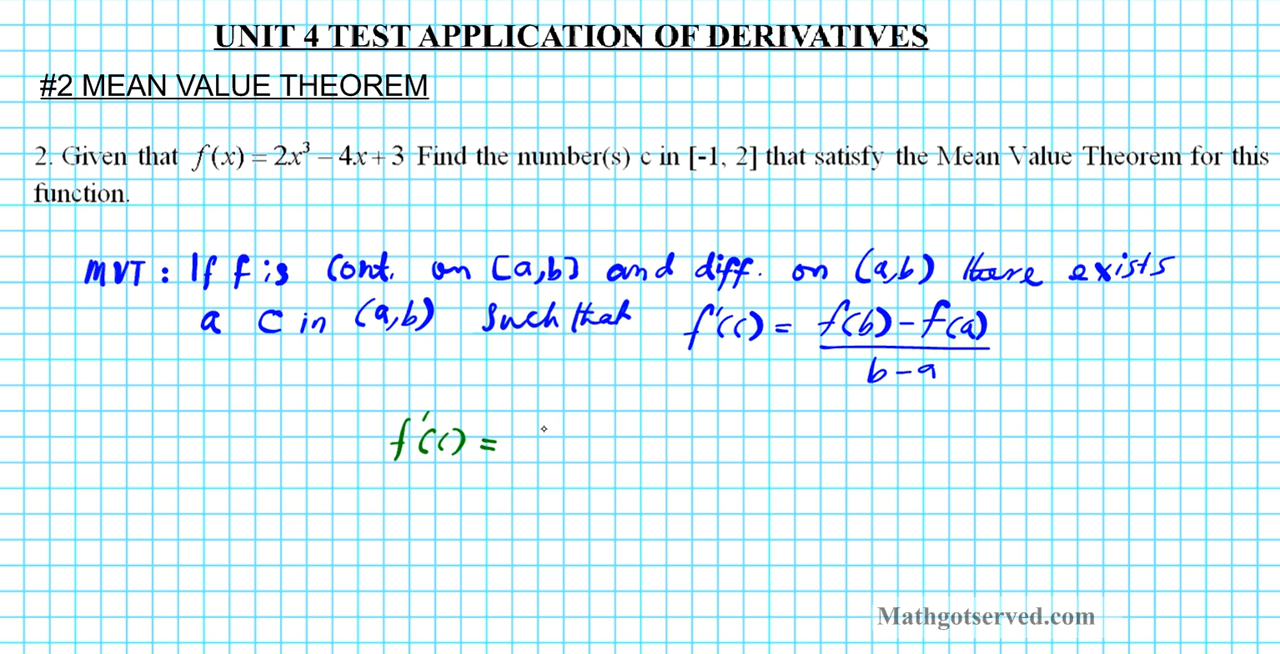 UNIT 4 TEST APPLICATION OF DERIVATIVES
#2 MEAN VALUE THEOREM
2. Given that f(x) = 2x³ − 4x + 3 Find the number(s) c in [-1, 2] that satisfy the Mean Value Theorem for this
function.
MVT : If f is cont. on [a,b] and diff. on (a,b) there exists
a c in (a,b) such that f'(c) = f(b) − f(a)
b − a
f'(c) =
Mathgotserved.com